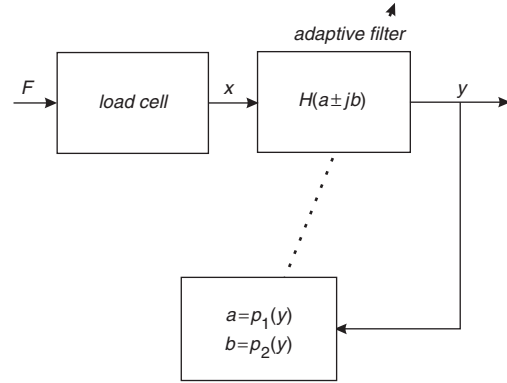 adaptive filter
F
load cell
x
H(a±jb)
y
a=p₁(y)
b=p₂(y)